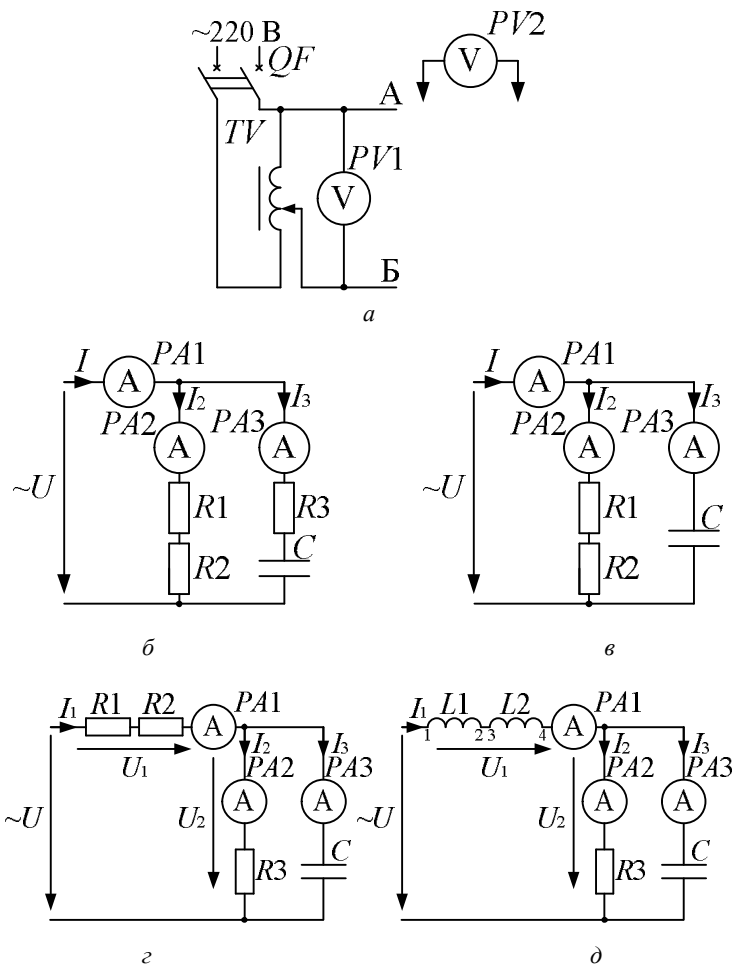 ~220 В
QF
PV2
V
А
TV
PV1
V
Б
а
I PA1
A
I2 I3
PA2 PA3
A A
~U
R1 R3
C
R2
б
I PA1
A
I2 I3
PA2 PA3
A A
~U
R1 C
R2
в
I1 R1 R2 PA1
A
U1 I2 I3
PA2 PA3
~U U2 A A
R3 C
г
I1 L1 L2 PA1
1 2 3 4 A
U1 I2 I3
PA2 PA3
~U U2 A A
R3 C
д